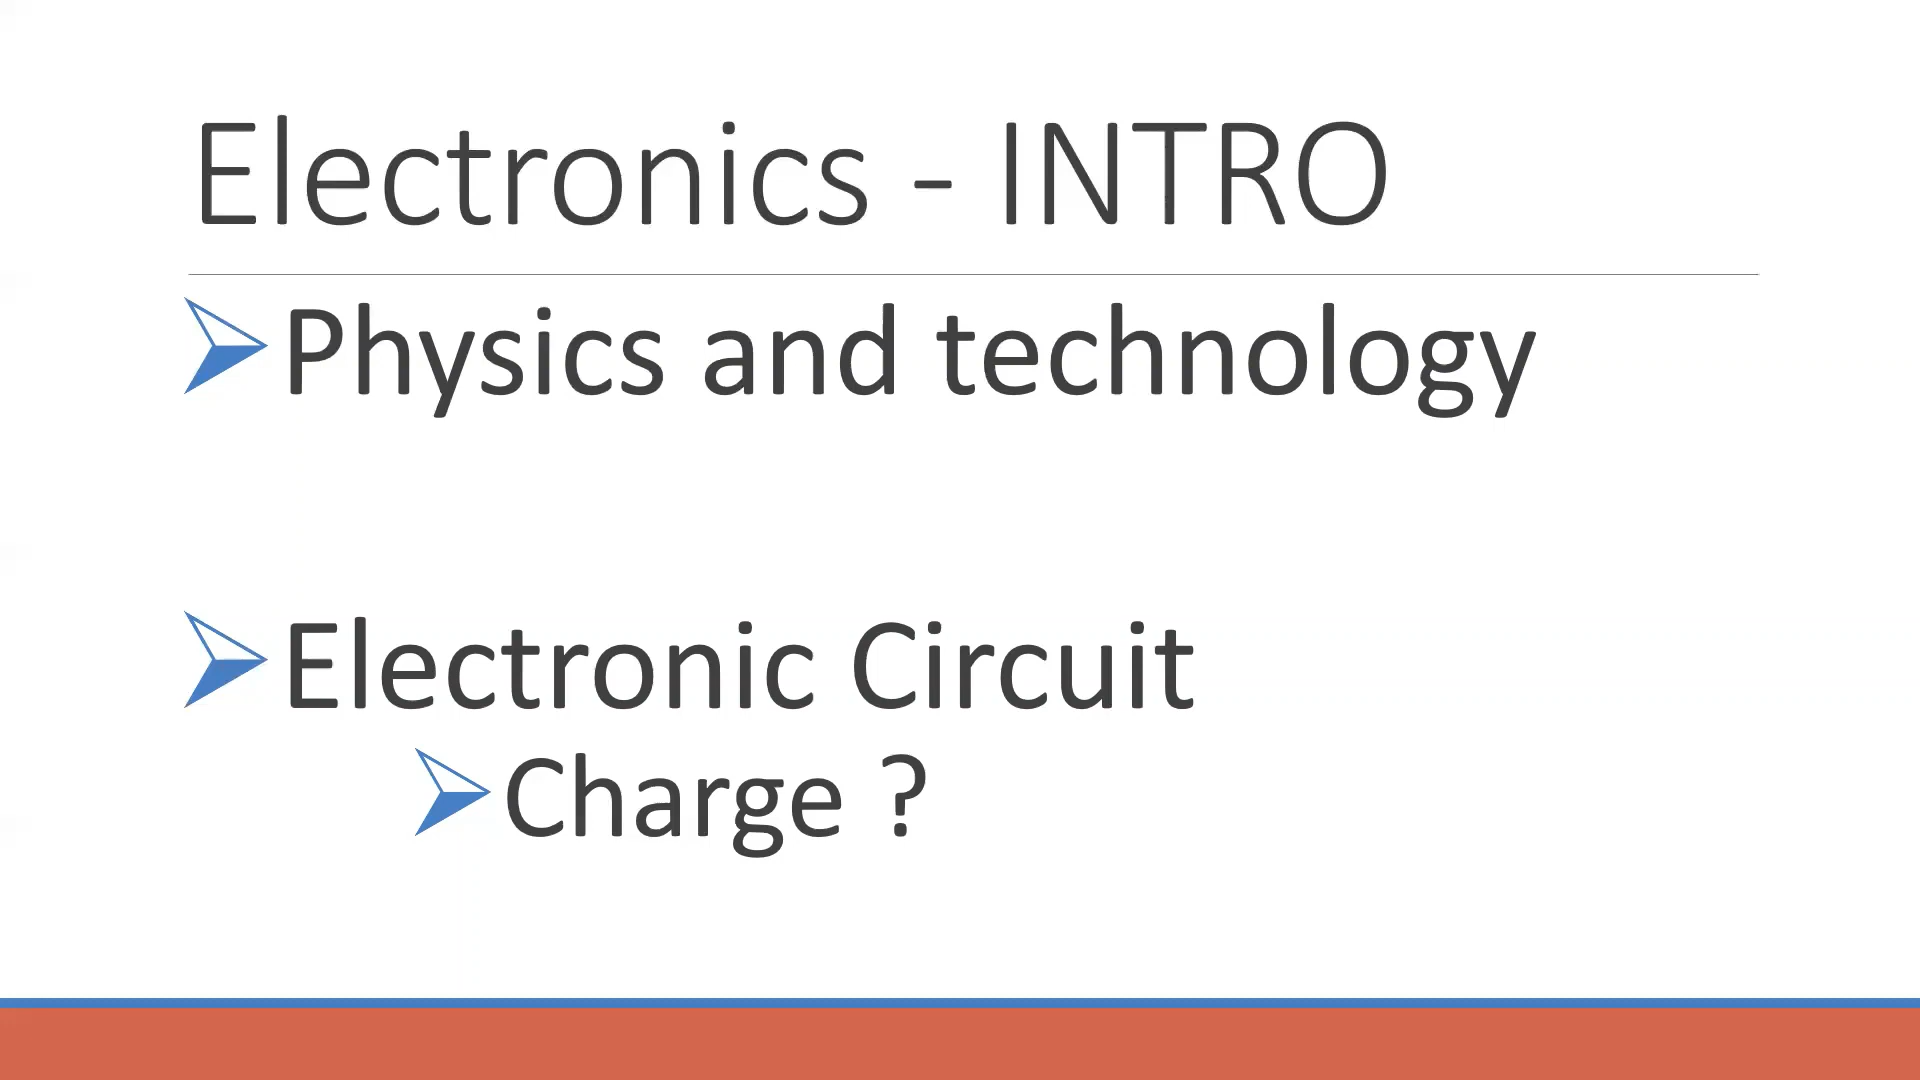 Electronics - INTRO
Physics and technology
Electronic Circuit
Charge ?